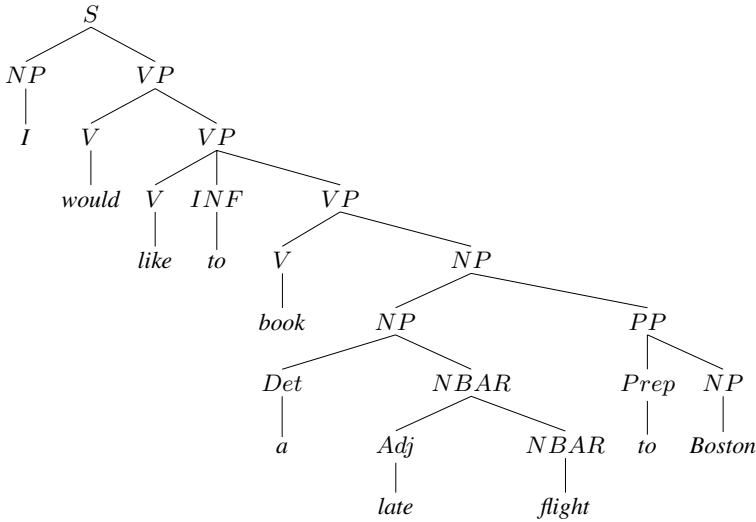 S
NP VP
I V VP
would V INF VP
like to V NP
book NP PP
Det NBAR Prep NP
a Adj NBAR to Boston
late flight